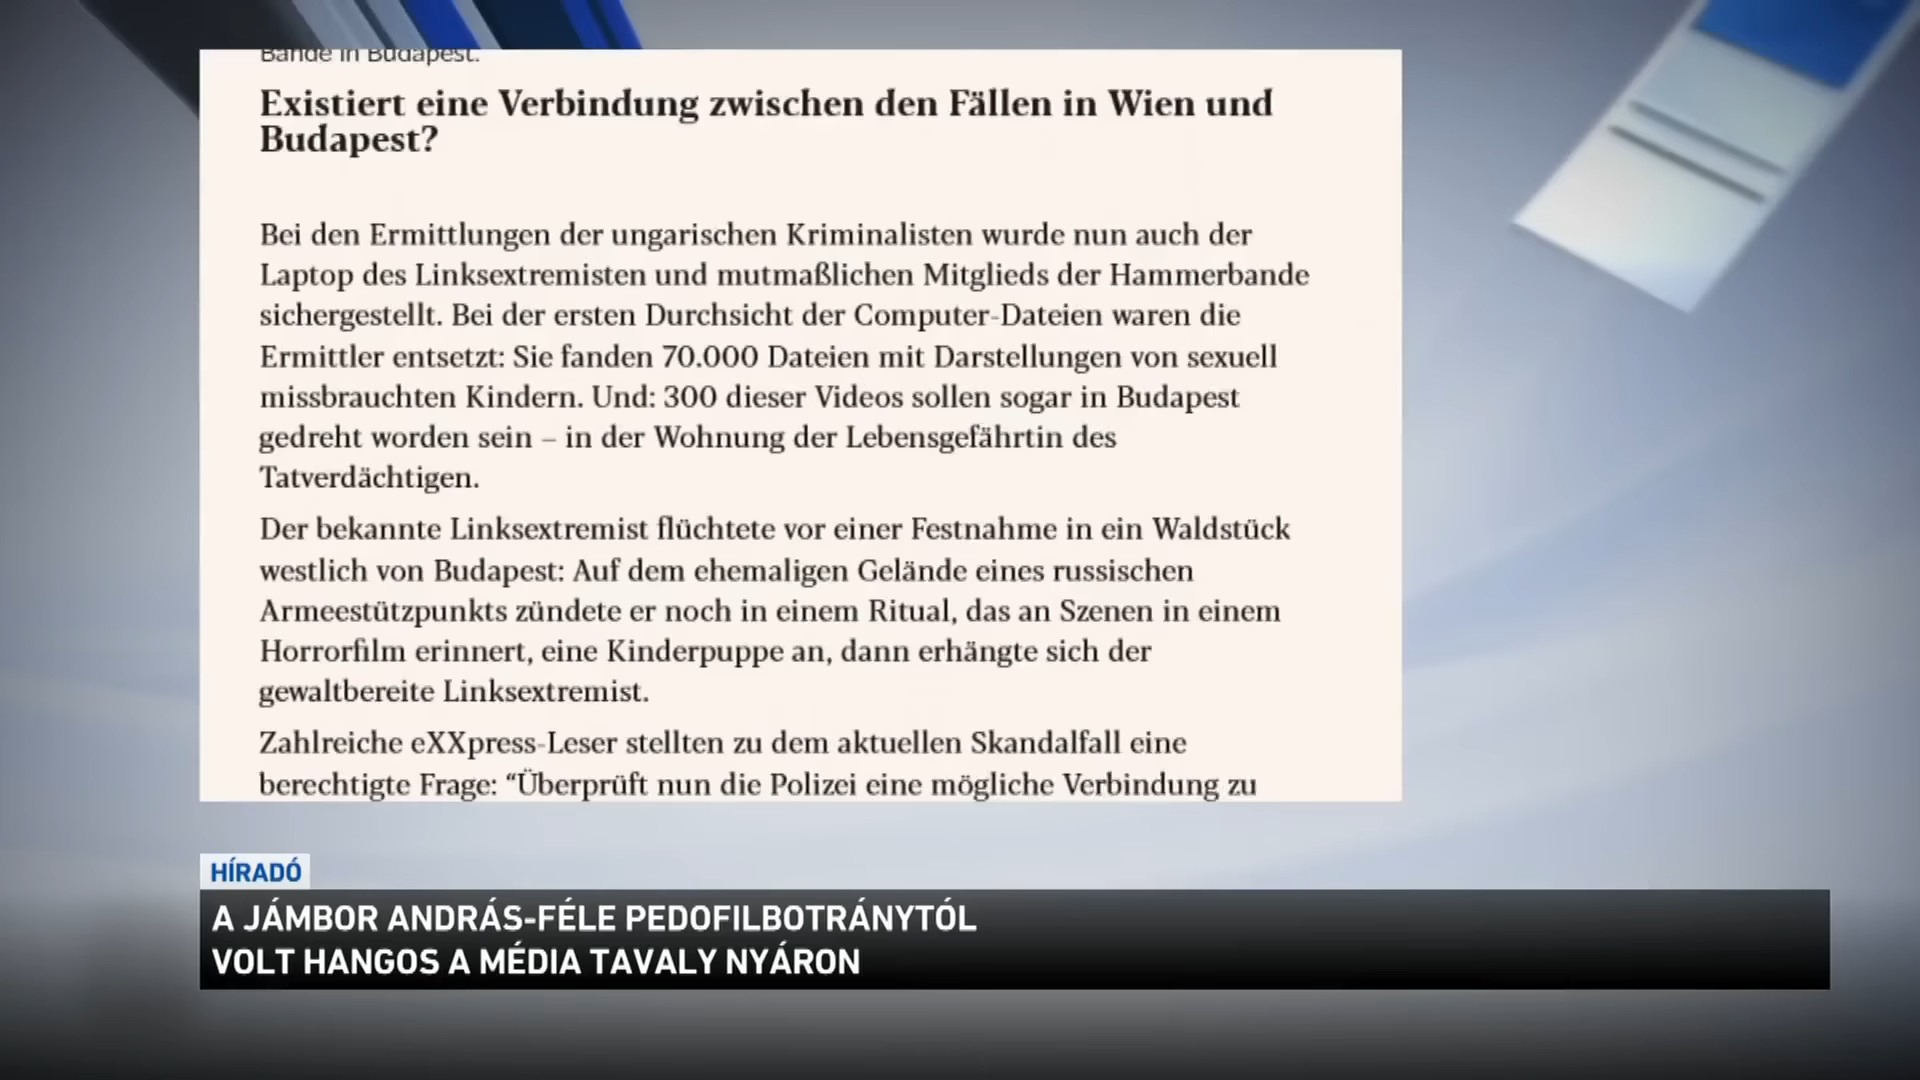 Bande in Budapest.
Existiert eine Verbindung zwischen den Fällen in Wien und
Budapest?
Bei den Ermittlungen der ungarischen Kriminalisten wurde nun auch der
Laptop des Linksextremisten und mutmaßlichen Mitglieds der Hammerbande
sichergestellt. Bei der ersten Durchsicht der Computer-Dateien waren die
Ermittler entsetzt: Sie fanden 70.000 Dateien mit Darstellungen von sexuell
missbrauchten Kindern. Und: 300 dieser Videos sollen sogar in Budapest
gedreht worden sein – in der Wohnung der Lebensgefährtin des
Tatverdächtigen.
Der bekannte Linksextremist flüchtete vor einer Festnahme in ein Waldstück
westlich von Budapest: Auf dem ehemaligen Gelände eines russischen
Armeestützpunkts zündete er noch in einem Ritual, das an Szenen in einem
Horrorfilm erinnert, eine Kinderpuppe an, dann erhängte sich der
gewaltbereite Linksextremist.
Zahlreiche eXXpress-Leser stellten zu dem aktuellen Skandalfall eine
berechtigte Frage: “Überprüft nun die Polizei eine mögliche Verbindung zu
HÍRADÓ
A JÁMBOR ANDRÁS-FÉLE PEDOFILBOTRÁNYTÓL
VOLT HANGOS A MÉDIA TAVALY NYÁRON